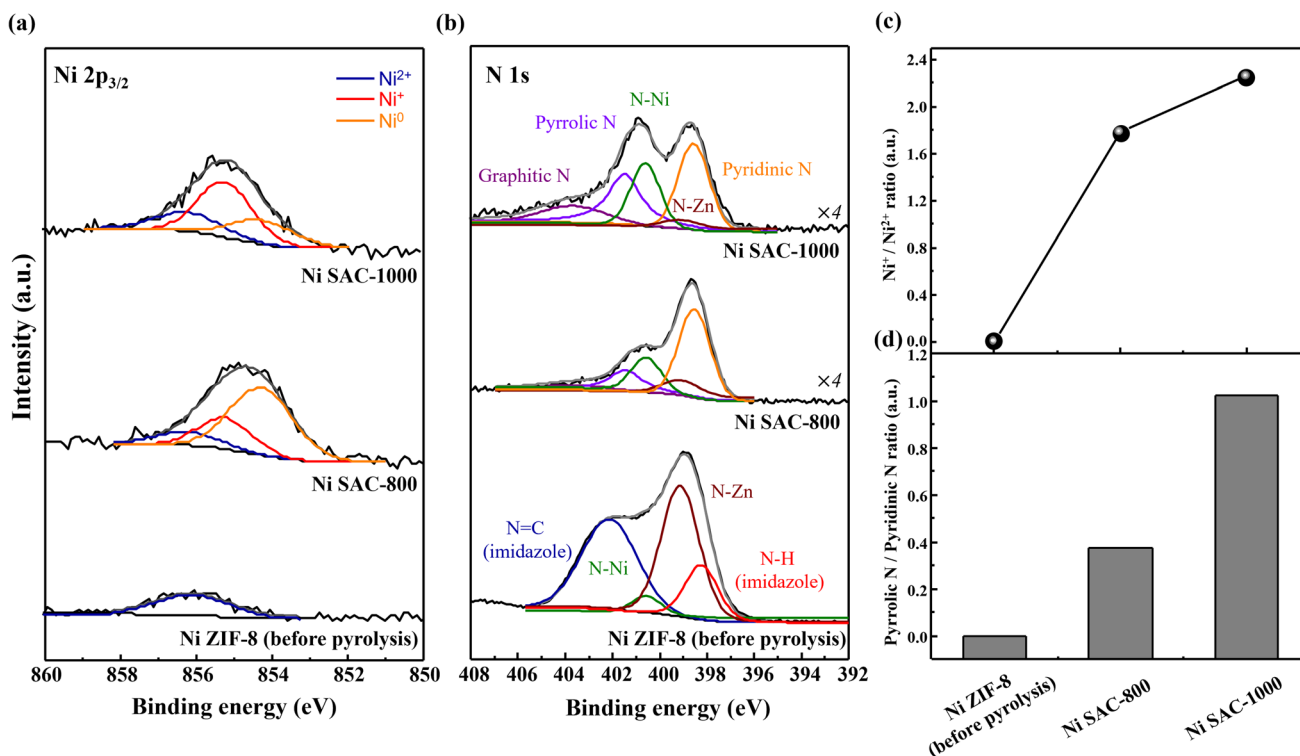 (a)
Ni 2p3/2
Ni2+
Ni+
Ni0
Ni SAC-1000
Ni SAC-800
Ni ZIF-8 (before pyrolysis)
Intensity (a.u.)
860 858 856 854 852 850
Binding energy (eV)
(b)
N 1s
N-Ni
Pyrrolic N
Graphitic N
Pyridinic N
N-Zn
×4
Ni SAC-1000
×4
Ni SAC-800
N=C
(imidazole)
N-Ni
N-Zn
N-H
(imidazole)
Ni ZIF-8 (before pyrolysis)
408 406 404 402 400 398 396 394 392
Binding energy (eV)
(c)
2.4
1.8
1.2
0.6
0.0
Ni+ / Ni2+ ratio (a.u.)
(d)
1.2
1.0
0.8
0.6
0.4
0.2
0.0
Pyrrolic N / Pyridinic N ratio (a.u.)
Ni ZIF-8
(before pyrolysis)
Ni SAC-800
Ni SAC-1000